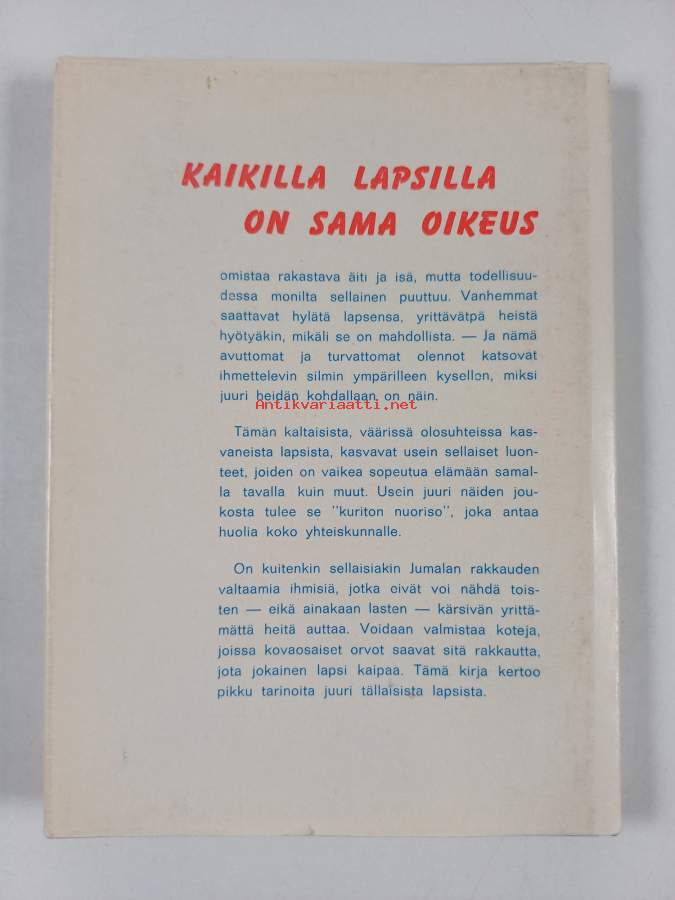 KAIKILLA LAPSILLA
ON SAMA OIKEUS
omistaa rakastava äiti ja isä, mutta todellisuu-
dessa monilta sellainen puuttuu. Vanhemmat
saattavat hylätä lapsensa, yrittävätpä heistä
hyötyäkin, mikäli se on mahdollista. — Ja nämä
avuttomat ja turvattomat olennot katsovat
ihmettelevin silmin ympärilleen kysellen, miksi
juuri heidän kohdallaan on näin.
Antikvariaatti.net
Tämän kaltaisista, väärissä olosuhteissa kas-
vaneista lapsista, kasvavat usein sellaiset luon-
teet, joiden on vaikea sopeutua elämään samal-
la tavalla kuin muut. Usein juuri näiden jou-
kosta tulee se "kuriton nuoriso", joka antaa
huolia koko yhteiskunnalle.
On kuitenkin sellaisiakin Jumalan rakkauden
valtaamia ihmisiä, jotka eivät voi nähdä tois-
ten — eikä ainakaan lasten — kärsivän yrittä-
mättä heitä auttaa. Voidaan valmistaa koteja,
joissa kovaosaiset orvot saavat sitä rakkautta,
jota jokainen lapsi kaipaa. Tämä kirja kertoo
pikku tarinoita juuri tällaisista lapsista.